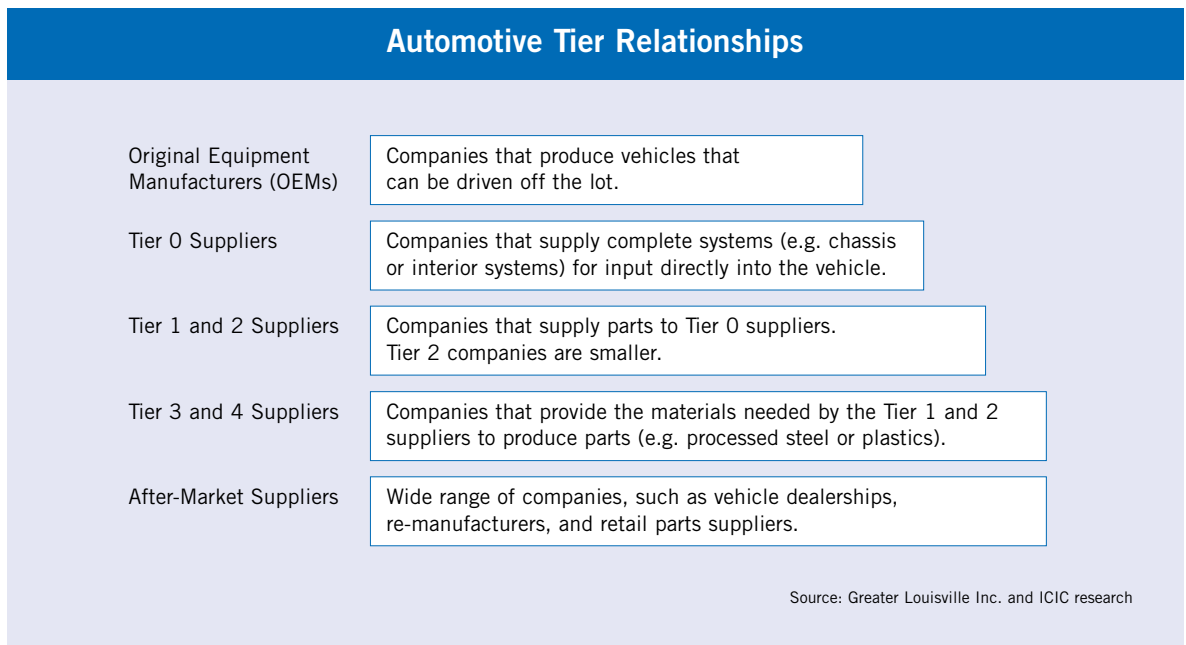 Automotive Tier Relationships
Original Equipment
Manufacturers (OEMs)
Companies that produce vehicles that
can be driven off the lot.
Tier 0 Suppliers
Companies that supply complete systems (e.g. chassis
or interior systems) for input directly into the vehicle.
Tier 1 and 2 Suppliers
Companies that supply parts to Tier 0 suppliers.
Tier 2 companies are smaller.
Tier 3 and 4 Suppliers
Companies that provide the materials needed by the Tier 1 and 2
suppliers to produce parts (e.g. processed steel or plastics).
After-Market Suppliers
Wide range of companies, such as vehicle dealerships,
re-manufacturers, and retail parts suppliers.
Source: Greater Louisville Inc. and ICIC research